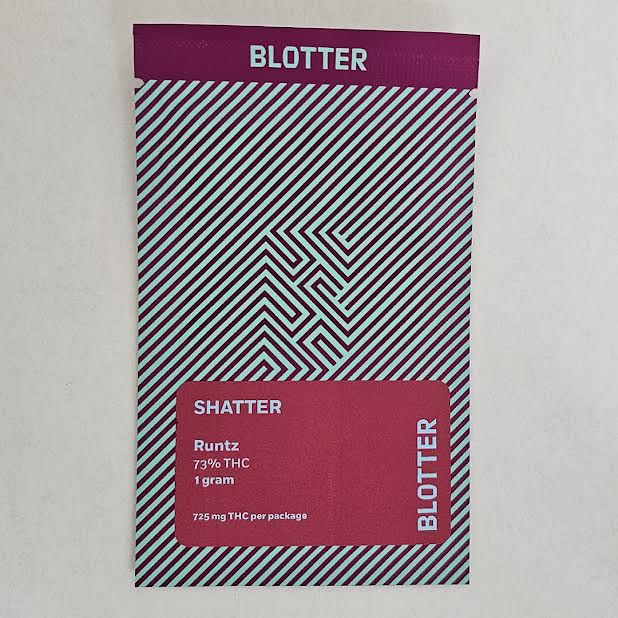 BLOTTER
SHATTER
Runtz
73% THC
1 gram
725 mg THC per package
BLOTTER